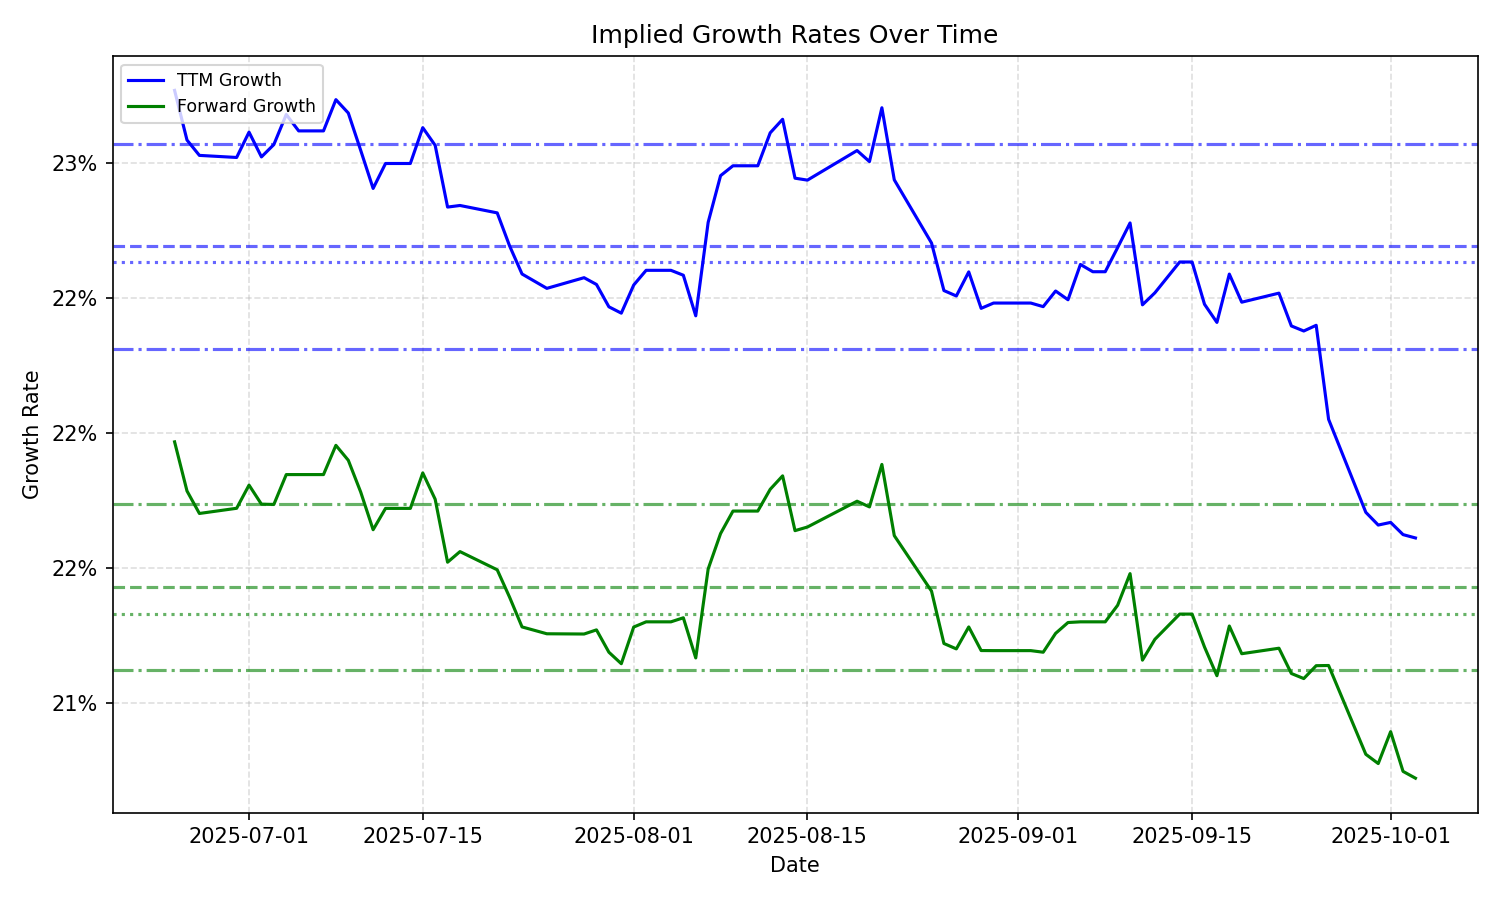 Implied Growth Rates Over Time
TTM Growth
Forward Growth
23%
22%
22%
22%
21%
Growth Rate
2025-07-01
2025-07-15
2025-08-01
2025-08-15
2025-09-01
2025-09-15
2025-10-01
Date